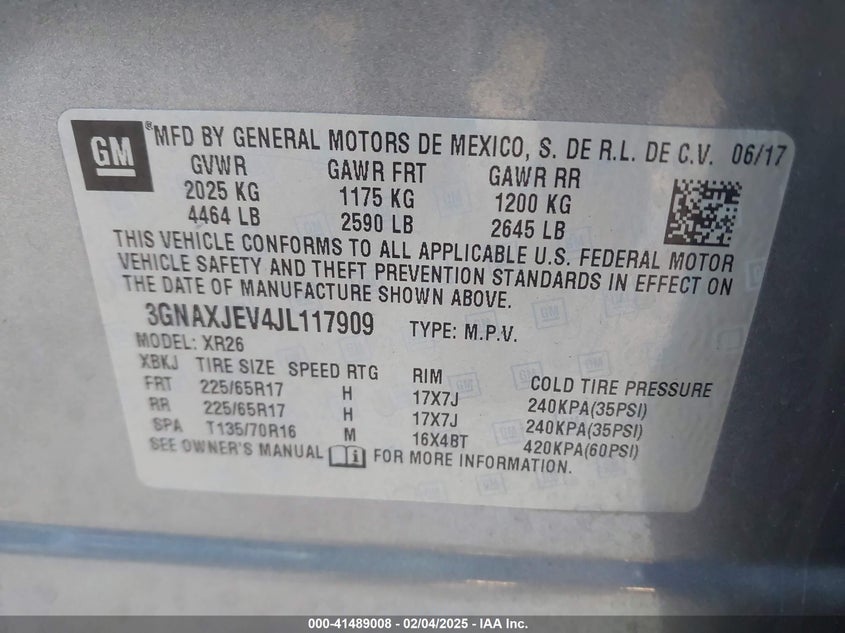 GM ®MFD BY GENERAL MOTORS DE MEXICO, S. DE R.L. DE C.V. 06/17
GVWR GAWR FRT GAWR RR
2025 KG 1175 KG 1200 KG
4464 LB 2590 LB 2645 LB
THIS VEHICLE CONFORMS TO ALL APPLICABLE U.S. FEDERAL MOTOR
VEHICLE SAFETY AND THEFT PREVENTION STANDARDS IN EFFECT ON
THE DATE OF MANUFACTURE SHOWN ABOVE.
3GNAXJEV4JL117909 TYPE: M.P.V.
MODEL: XR26
XBKJ TIRE SIZE SPEED RTG RIM COLD TIRE PRESSURE
FRT 225/65R17 H 17X7J 240KPA(35PSI)
RR 225/65R17 H 17X7J 240KPA(35PSI)
SPA T135/70R16 M 16X4BT 420KPA(60PSI)
SEE OWNER'S MANUAL i FOR MORE INFORMATION.
000-41489008 - 02/04/2025 - IAA Inc.